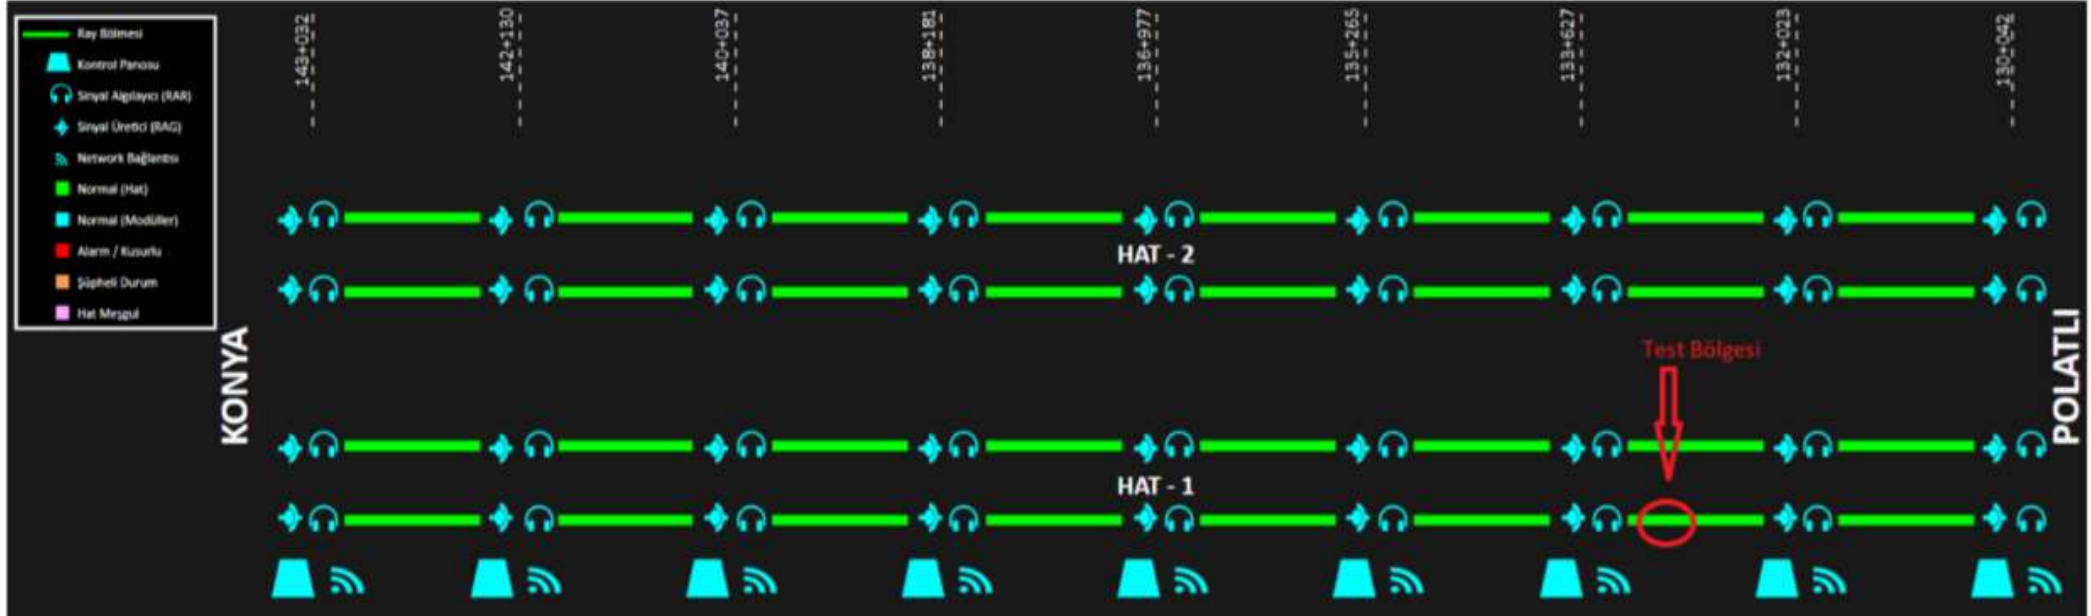 Ray Bölmesi
Kontrol Panosu
Sinyal Algılayıcı (RAR)
Sinyal Üretici (RAG)
Network Bağlantısı
Normal (Hat)
Normal (Modüller)
Alarm / Kusurlu
Şüpheli Durum
Hat Meşgul
143+032
142+130
140+037
138+181
136+977
135+265
133+627
132+023
130+042
HAT - 2
KONYA
POLATLI
Test Bölgesi
HAT - 1